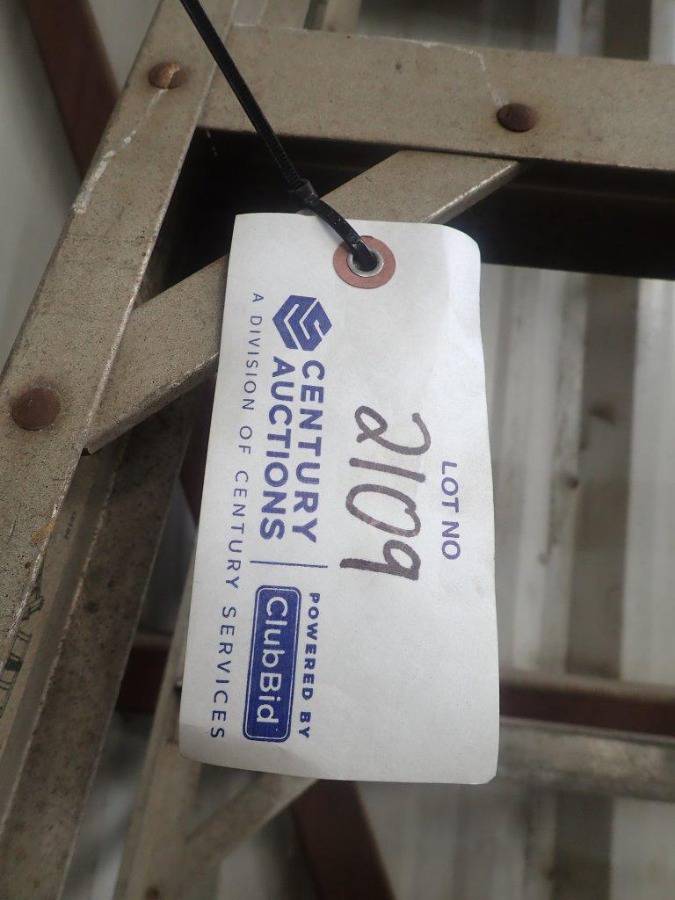 LOT NO
2109
CENTURY
AUCTIONS
POWERED BY
ClubBid
A DIVISION OF CENTURY SERVICES